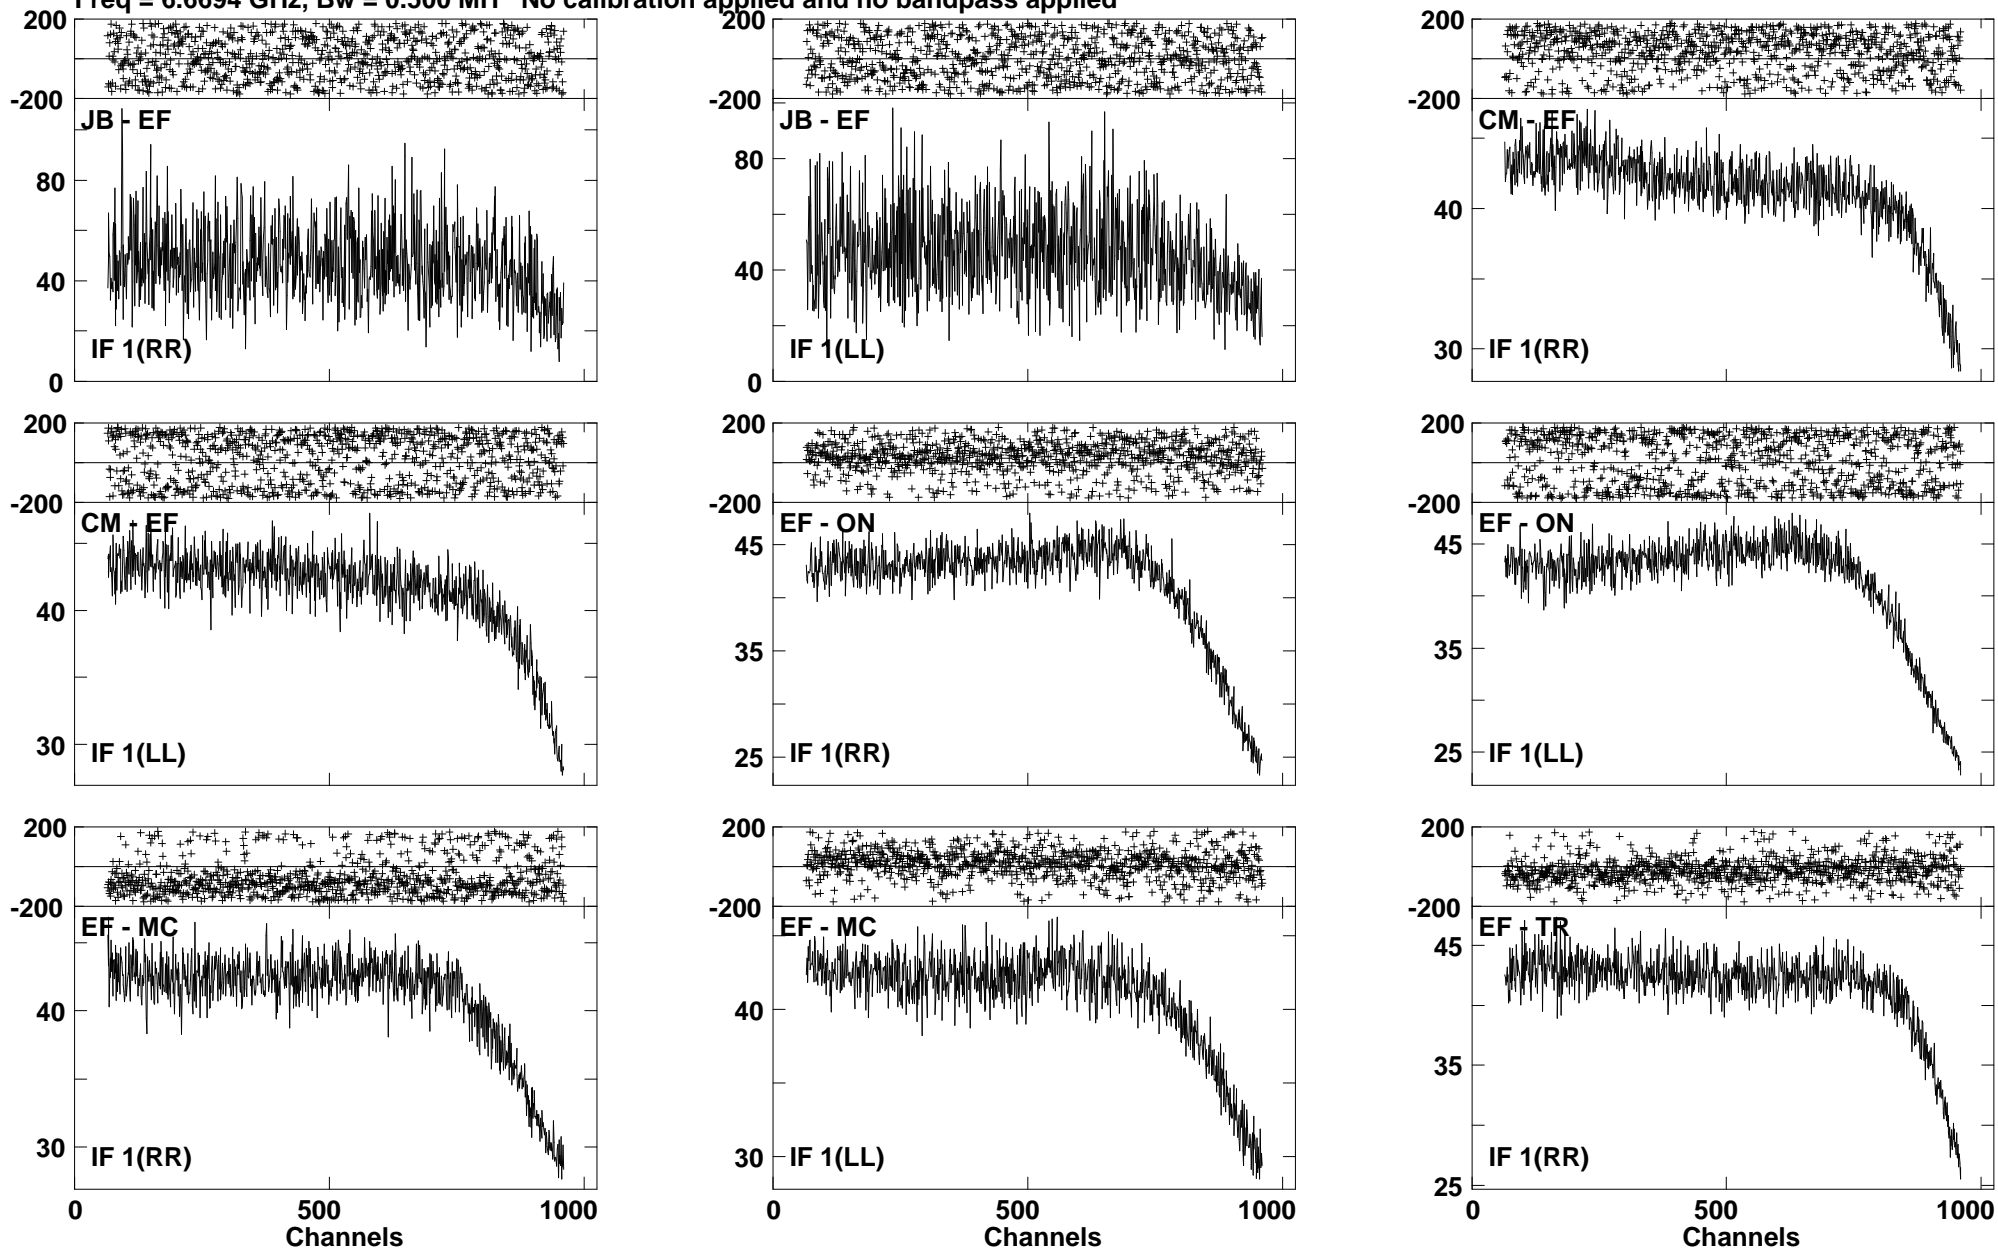 Freq = 6.6694 GHz, Bw = 0.500 MH No calibration applied and no bandpass applied
200
-200
JB - EF
80
40
0
IF 1(RR)
200
-200
JB - EF
80
40
0
IF 1(LL)
200
-200
CM - EF
40
30
IF 1(RR)
200
-200
CM - EF
40
30
IF 1(LL)
200
-200
EF - ON
45
35
25
IF 1(RR)
200
-200
EF - ON
45
35
25
IF 1(LL)
200
-200
EF - MC
40
30
IF 1(RR)
0 500 1000
Channels
200
-200
EF - MC
40
30
IF 1(LL)
0 500 1000
Channels
200
-200
EF - TR
45
35
25
IF 1(RR)
0 500 1000
Channels